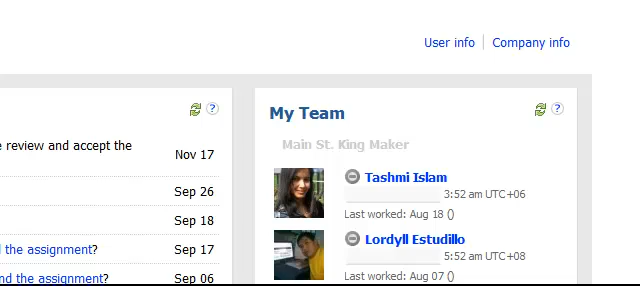 User info
Company info
My Team
Main St. King Maker
e review and accept the
Nov 17
Sep 26
Sep 18
d the assignment?
Sep 17
nd the assignment?
Sep 06
Tashmi Islam
3:52 am UTC+06
Last worked: Aug 18 ()
Lordyll Estudillo
5:52 am UTC+08
Last worked: Aug 07 ()